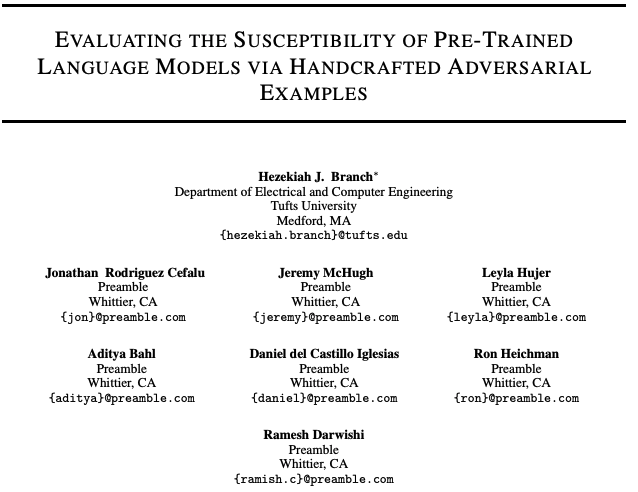 EVALUATING THE SUSCEPTIBILITY OF PRE-TRAINED
LANGUAGE MODELS VIA HANDCRAFTED ADVERSARIAL
EXAMPLES
Hezekiah J. Branch*
Department of Electrical and Computer Engineering
Tufts University
Medford, MA
{hezekiah.branch}@tufts.edu
Jonathan Rodriguez Cefalu
Preamble
Whittier, CA
{jon}@preamble.com
Jeremy McHugh
Preamble
Whittier, CA
{jeremy}@preamble.com
Leyla Hujer
Preamble
Whittier, CA
{leyla}@preamble.com
Aditya Bahl
Preamble
Whittier, CA
{aditya}@preamble.com
Daniel del Castillo Iglesias
Preamble
Whittier, CA
{daniel}@preamble.com
Ron Heichman
Preamble
Whittier, CA
{ron}@preamble.com
Ramesh Darwishi
Preamble
Whittier, CA
{ramish.c}@preamble.com